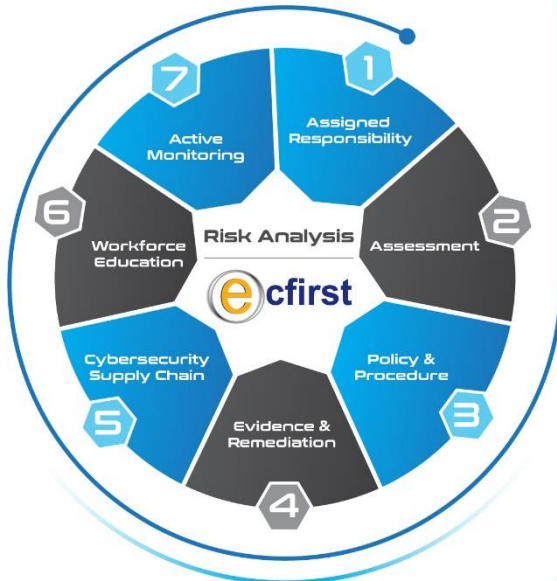 Risk Analysis
ecfirst
1
Assigned
Responsibility
2
Assessment
3
Policy &
Procedure
4
Evidence &
Remediation
5
Cybersecurity
Supply Chain
6
Workforce
Education
7
Active
Monitoring